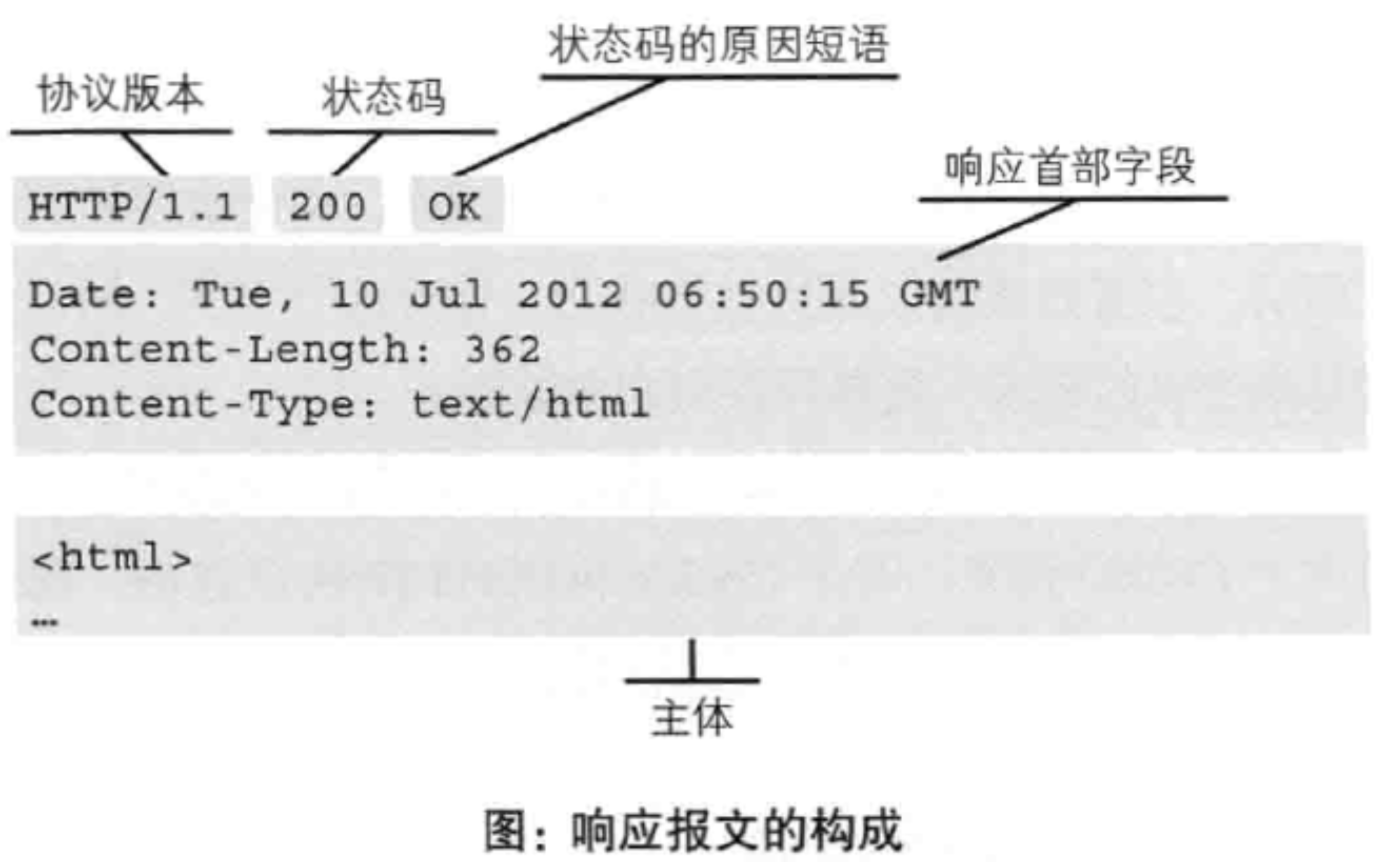 状态码的原因短语
协议版本 状态码
响应首部字段
HTTP/1.1 200 OK
Date: Tue, 10 Jul 2012 06:50:15 GMT
Content-Length: 362
Content-Type: text/html
<html>
…
主体
图：响应报文的构成